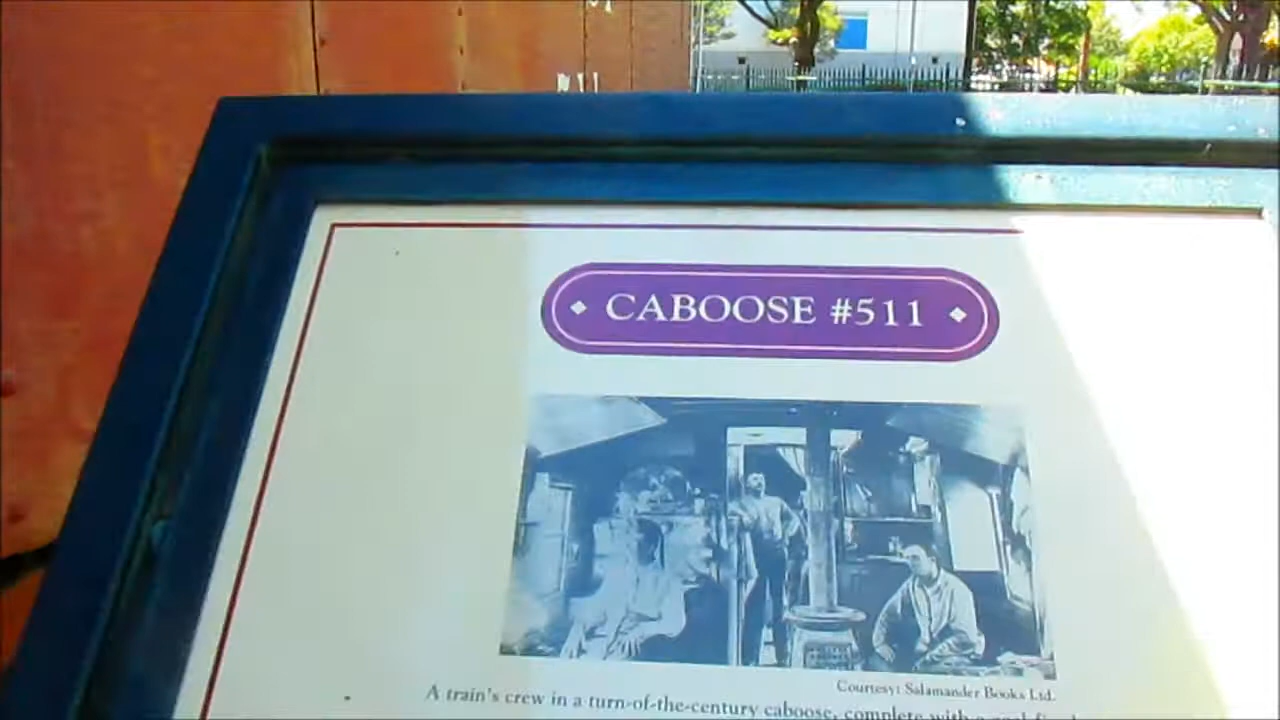 CABOOSE #511
Courtesy: Salamander Books Ltd.
A train's crew in a turn-of-the-century caboose, complete with a